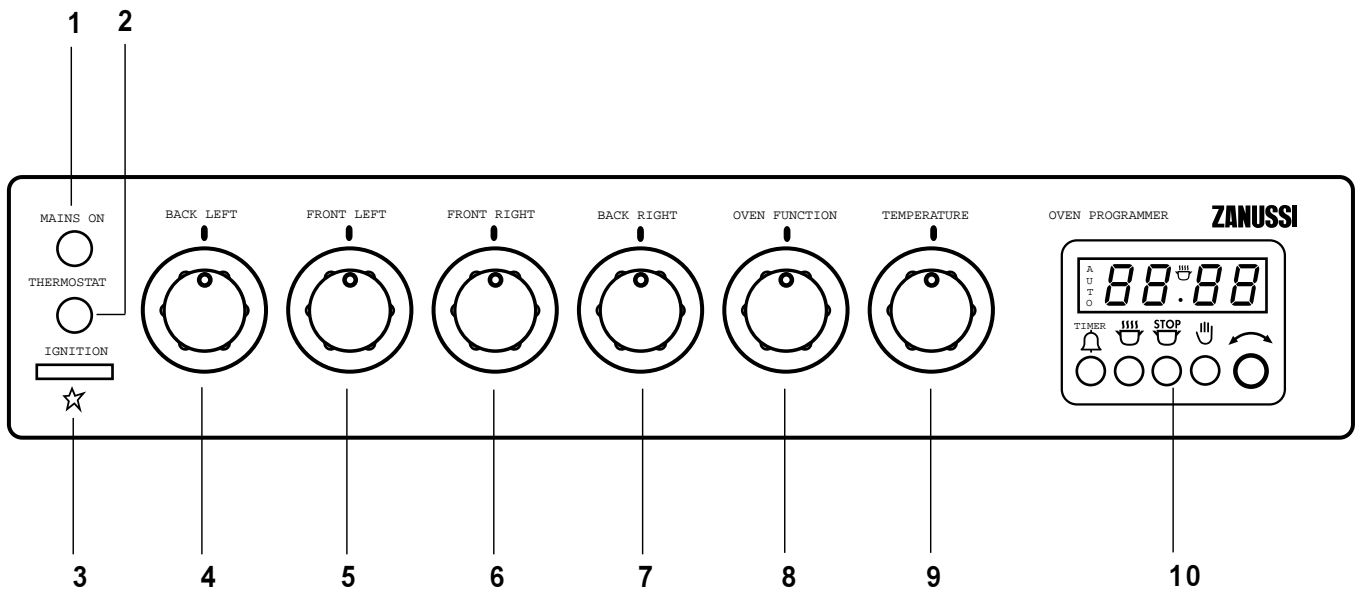 1
2
MAINS ON
BACK LEFT
FRONT LEFT
FRONT RIGHT
BACK RIGHT
OVEN FUNCTION
TEMPERATURE
OVEN PROGRAMMER
ZANUSSI
THERMOSTAT
AUTO
88.88
IGNITION
TIMER
STOP
3
4
5
6
7
8
9
10